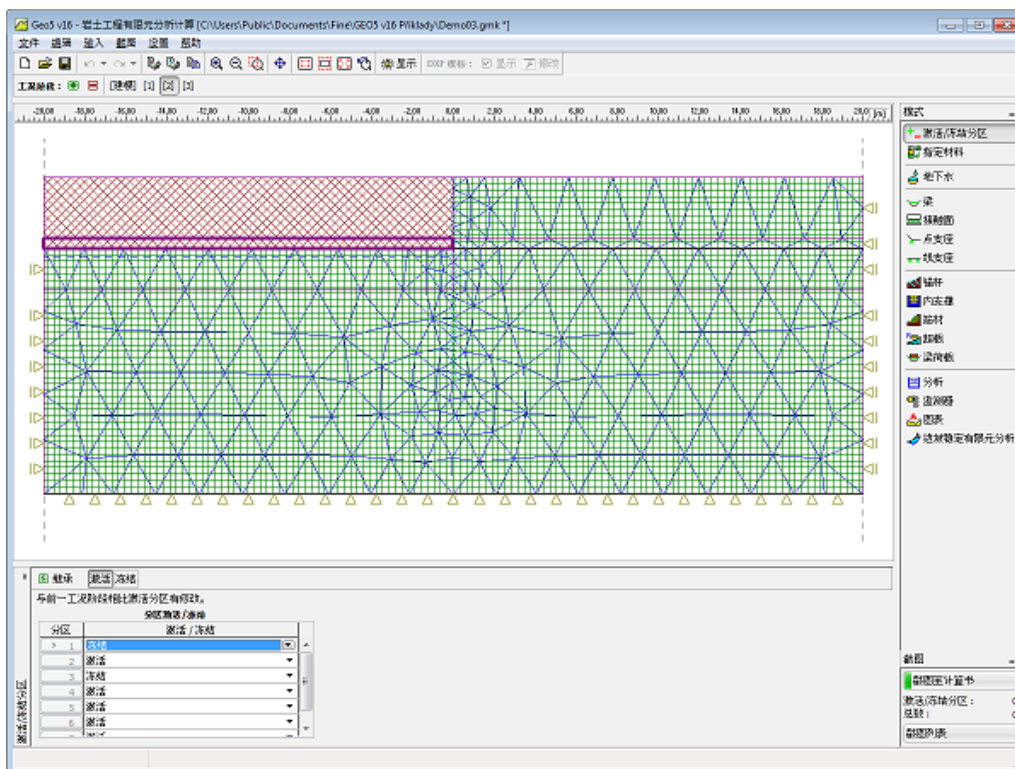 Geo5 v16 - 岩土工程有限元分析计算 [C:\Users\Public\Documents\Fine\GEO5 v16 Příklady\Demo03.gmk *]
文件 编辑 输入 截面 设置 帮助
显示 DXF 模板: 显示 修改
工况阶段: [建模] [1] [2] [3]
-20,00 -18,00 -16,00 -14,00 -12,00 -10,00 -8,00 -6,00 -4,00 -2,00 0,00 2,00 4,00 6,00 8,00 10,00 12,00 14,00 16,00 18,00 20,00 [m]
模式
激活/冻结分区
指定材料
地下水
梁
接触面
点支座
线支座
锚杆
内支撑
筋材
超载
梁荷载
分析
监测器
图表
边坡稳定有限元分析
继承 激活 冻结
与前一工况阶段相比激活分区有修改。
分区激活/冻结
分区 激活 / 冻结
> 1 冻结
2 激活
3 冻结
4 激活
5 激活
6 激活
激活
激活/冻结分区
截图
截图至计算书
激活/冻结分区: 0
总数: 0
截图列表